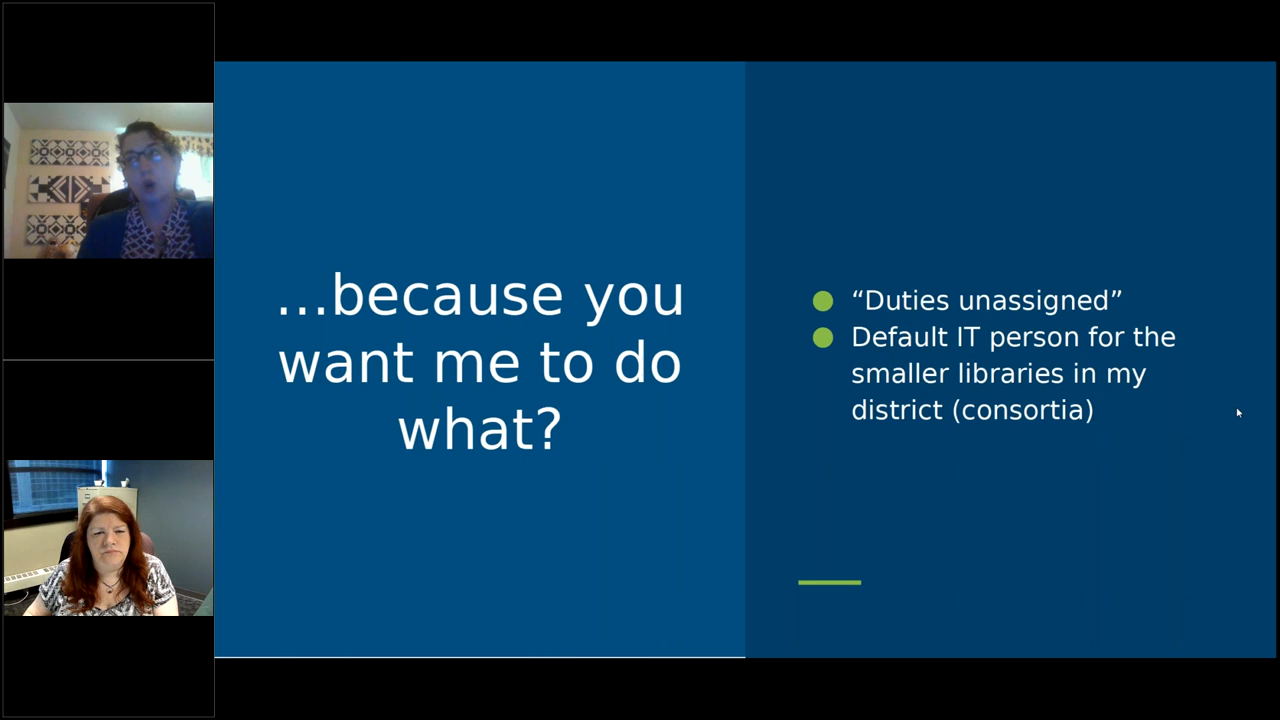 ...because you
want me to do
what?
“Duties unassigned”
Default IT person for the
smaller libraries in my
district (consortia)